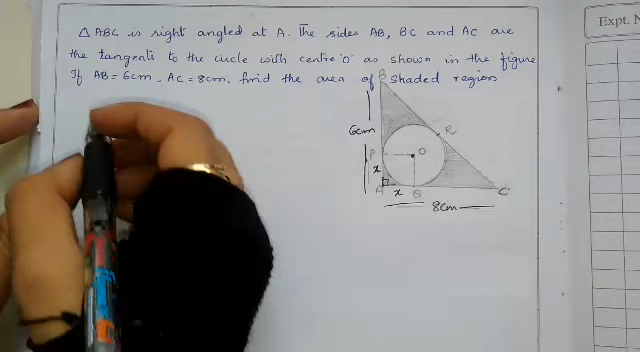 △ ABC is right angled at A. The sides AB, BC and AC are
the tangents to the circle with centre 'O' as shown in the figure
If AB = 6cm, AC = 8cm. find the area of shaded region
B
6cm
R
P
O
x
A
x
Q
C
8cm
Expt. N